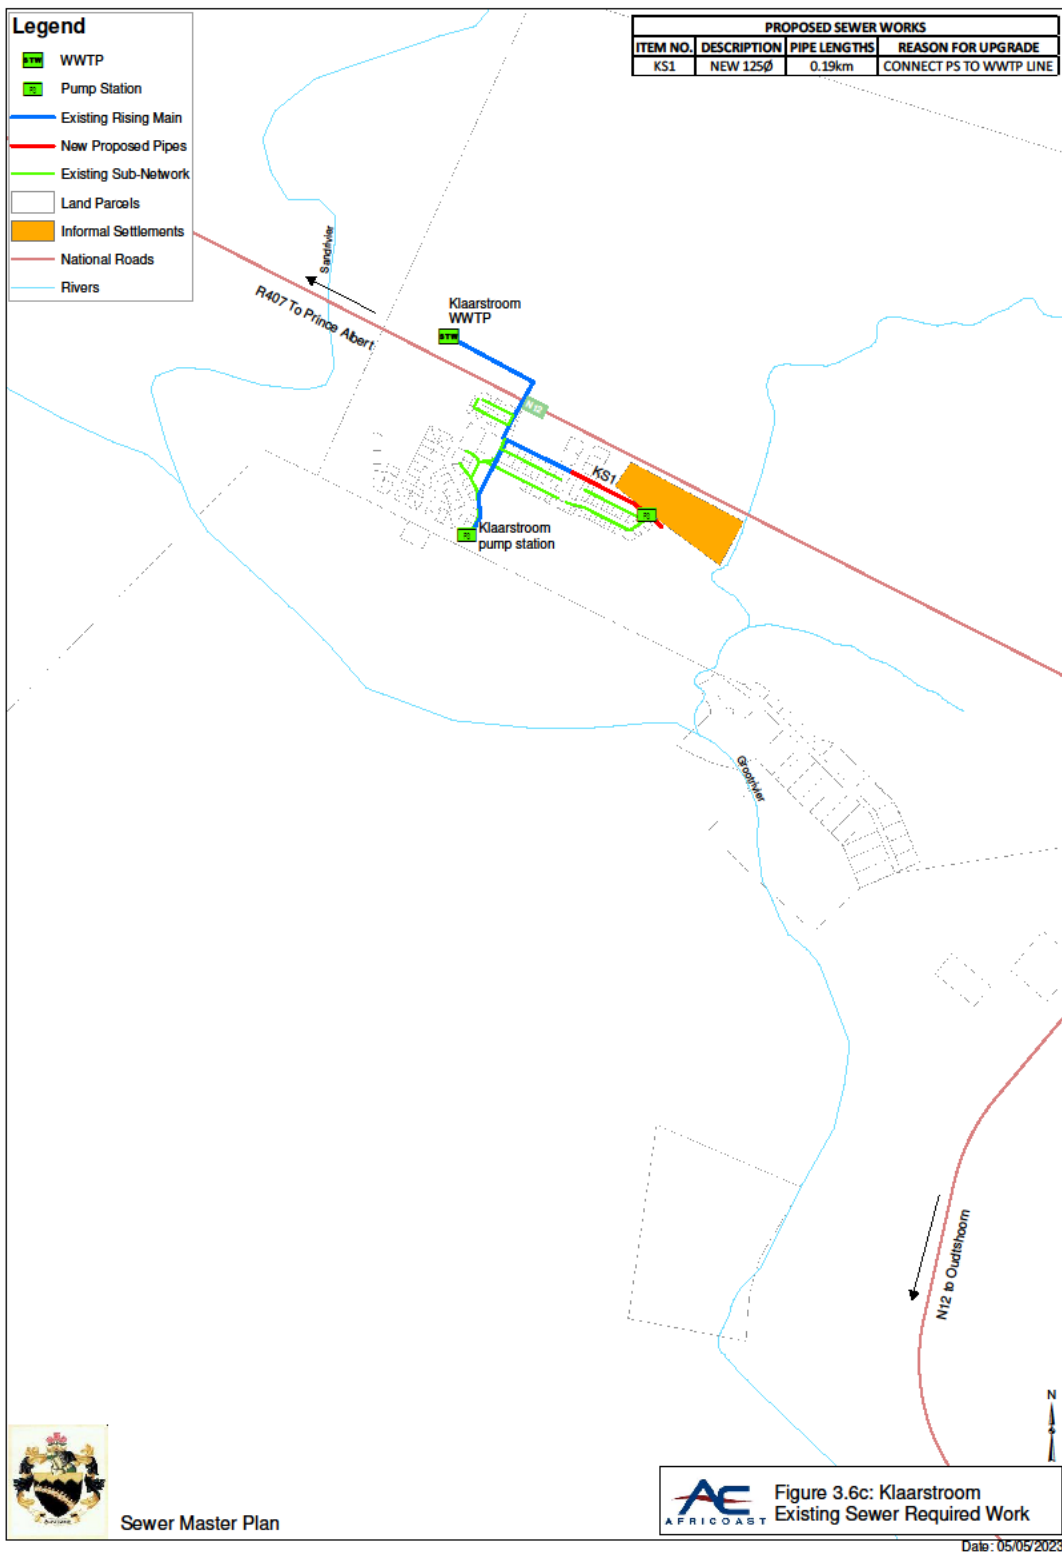 Legend
STW WWTP
PS Pump Station
Existing Rising Main
New Proposed Pipes
Existing Sub-Network
Land Parcels
Informal Settlements
National Roads
Rivers
PROPOSED SEWER WORKS
ITEM NO. DESCRIPTION PIPE LENGTHS REASON FOR UPGRADE
KS1 NEW 125Ø 0.19km CONNECT PS TO WWTP LINE
Sandrivier
R407 To Prince Albert
Klaarstroom
WWTP
STW
N12
KS1
Klaarstroom
pump station
Grootrivier
N12 to Oudtshoorn
N
Sewer Master Plan
AE
AFRICOAST
Figure 3.6c: Klaarstroom
Existing Sewer Required Work
Date: 05/05/2023